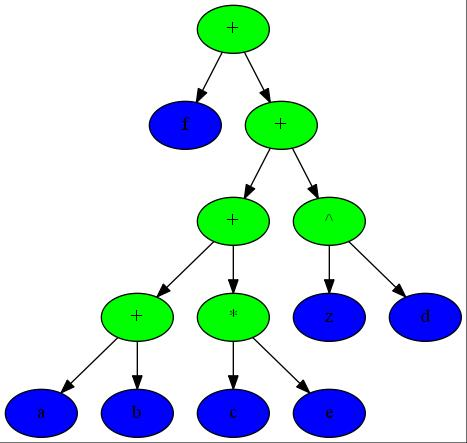 +
f +
+ ^
+ * z d
a b c e